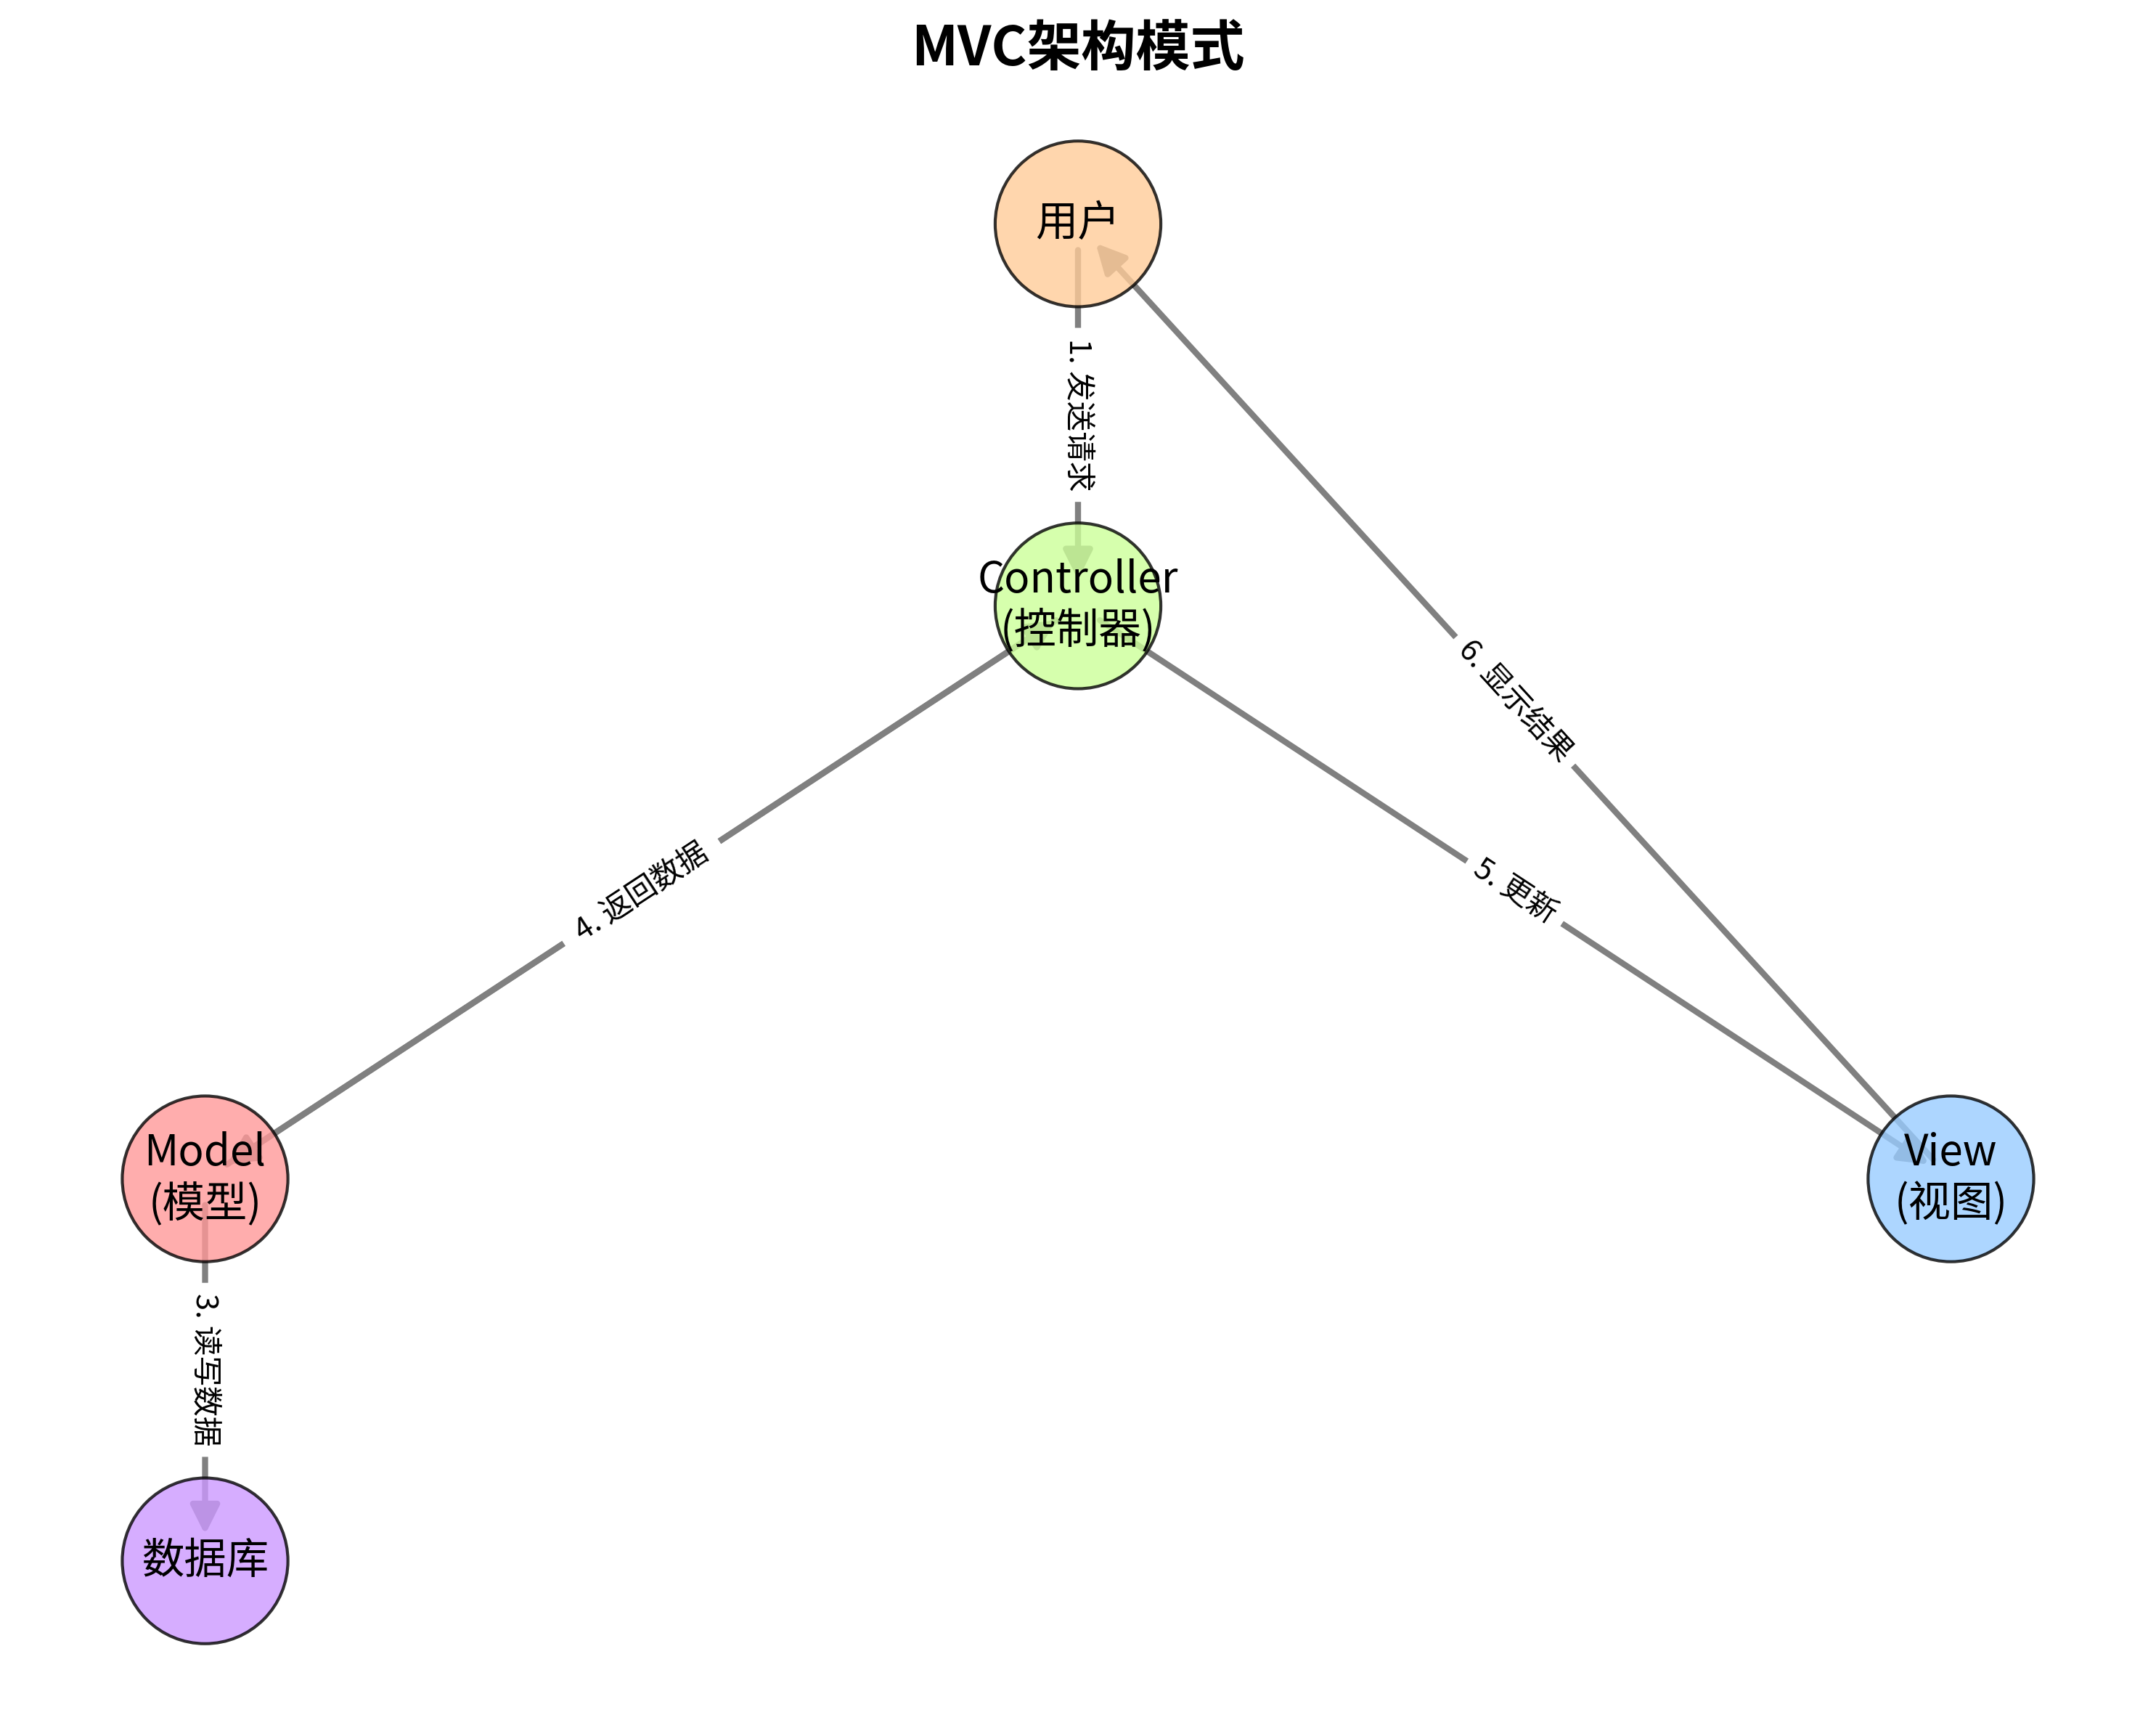 MVC架构模式
用户
1. 发送请求
Controller
(控制器)
6. 显示结果
4. 返回数据
5. 更新
Model
(模型)
View
(视图)
3. 读写数据
数据库